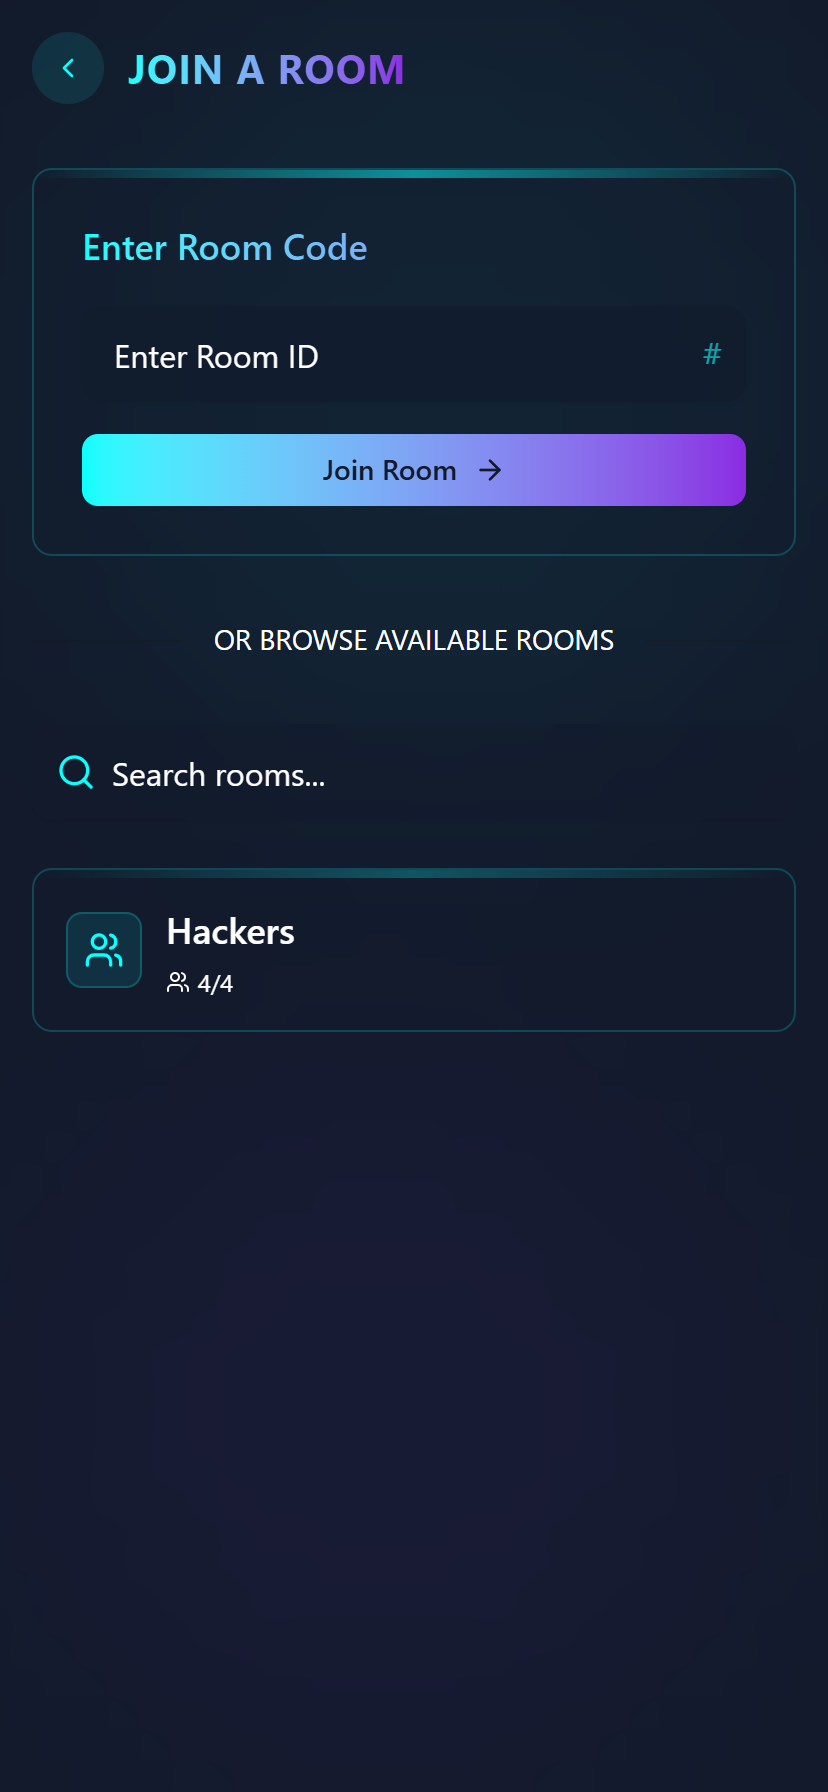 JOIN A ROOM
Enter Room Code
Enter Room ID #
Join Room →
OR BROWSE AVAILABLE ROOMS
Search rooms...
Hackers
4/4